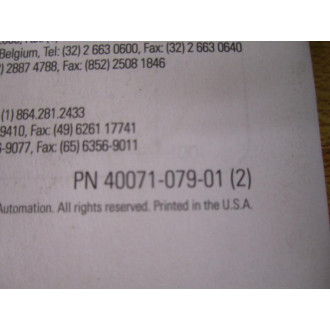 Belgium, Tel: (32) 2 663 0600, Fax: (32) 2 663 0640
2887 4788, Fax: (852) 2508 1846
(1) 864.281.2433
9410, Fax: (49) 6261 17741
-9077, Fax: (65) 6356-9011
PN 40071-079-01 (2)
Automation. All rights reserved. Printed in the U.S.A.